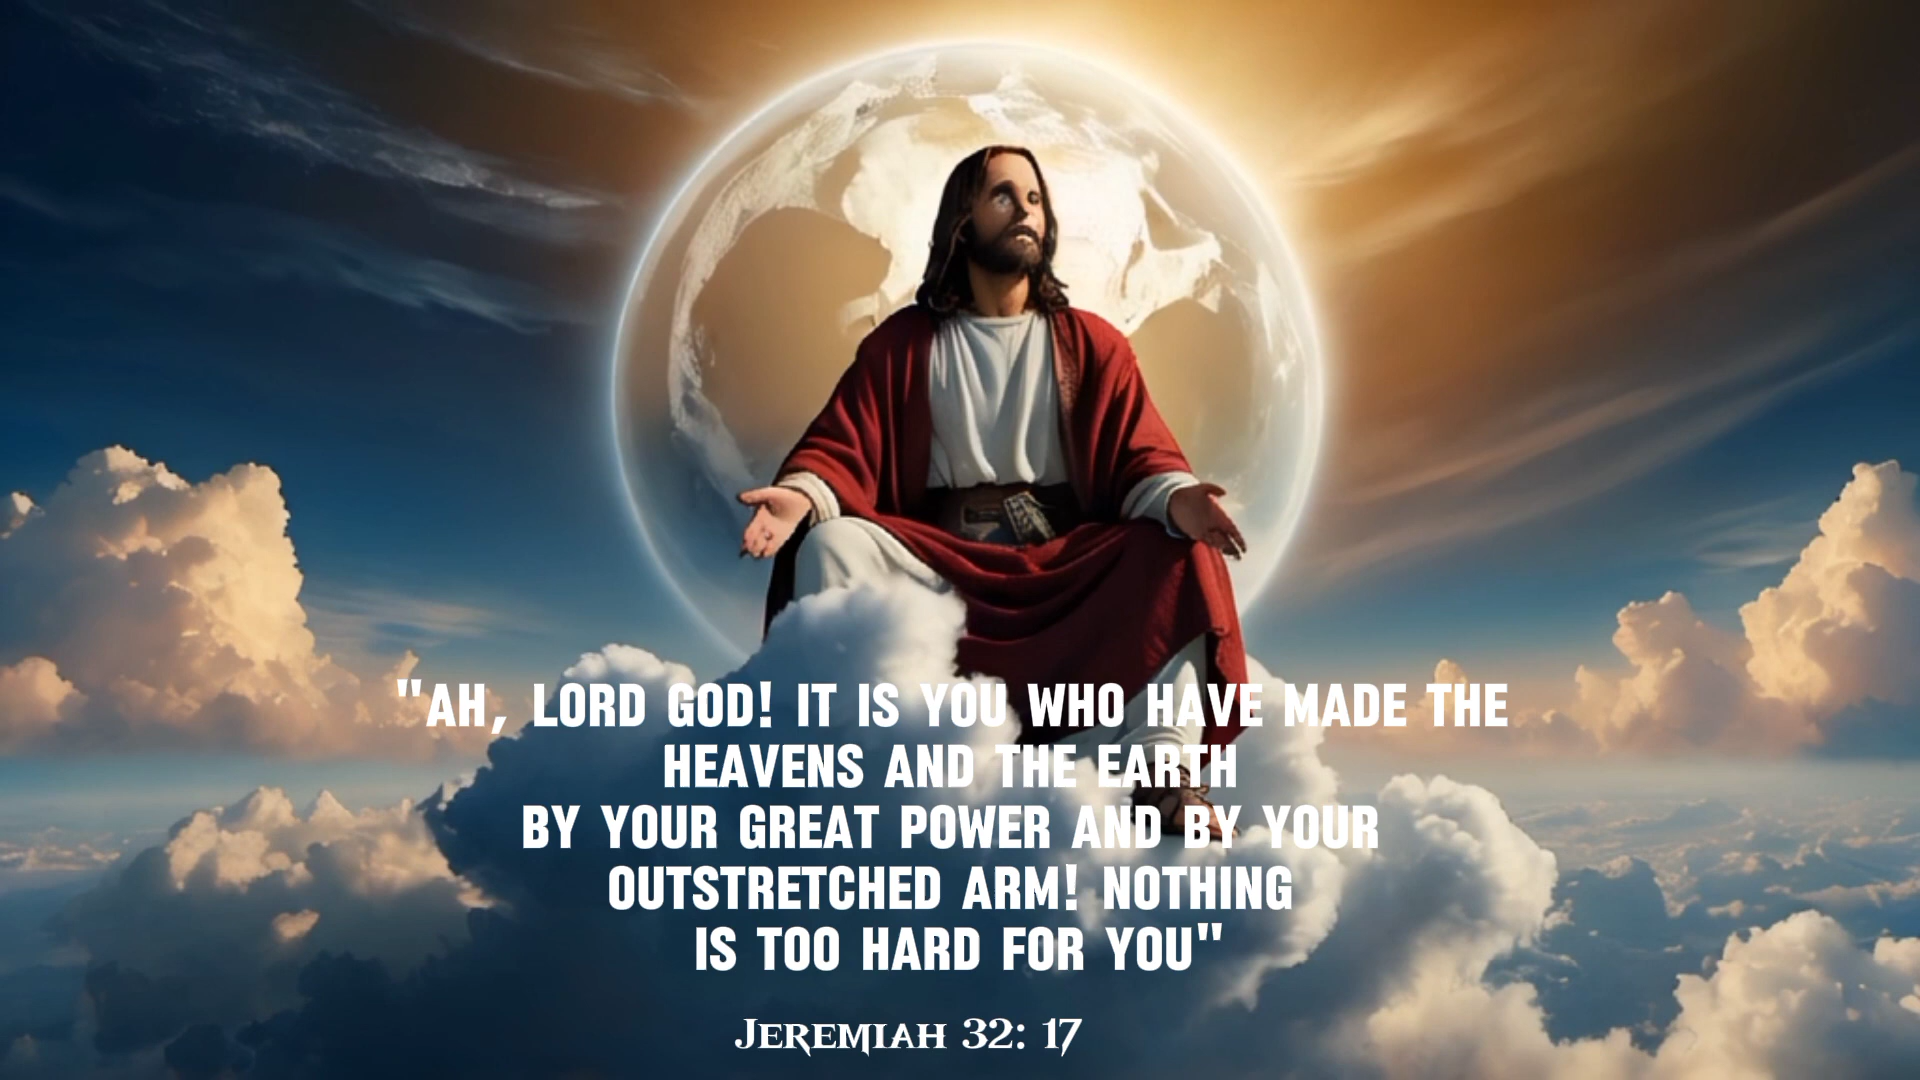 "AH, LORD GOD! IT IS YOU WHO HAVE MADE THE
HEAVENS AND THE EARTH
BY YOUR GREAT POWER AND BY YOUR
OUTSTRETCHED ARM! NOTHING
IS TOO HARD FOR YOU"
JEREMIAH 32: 17